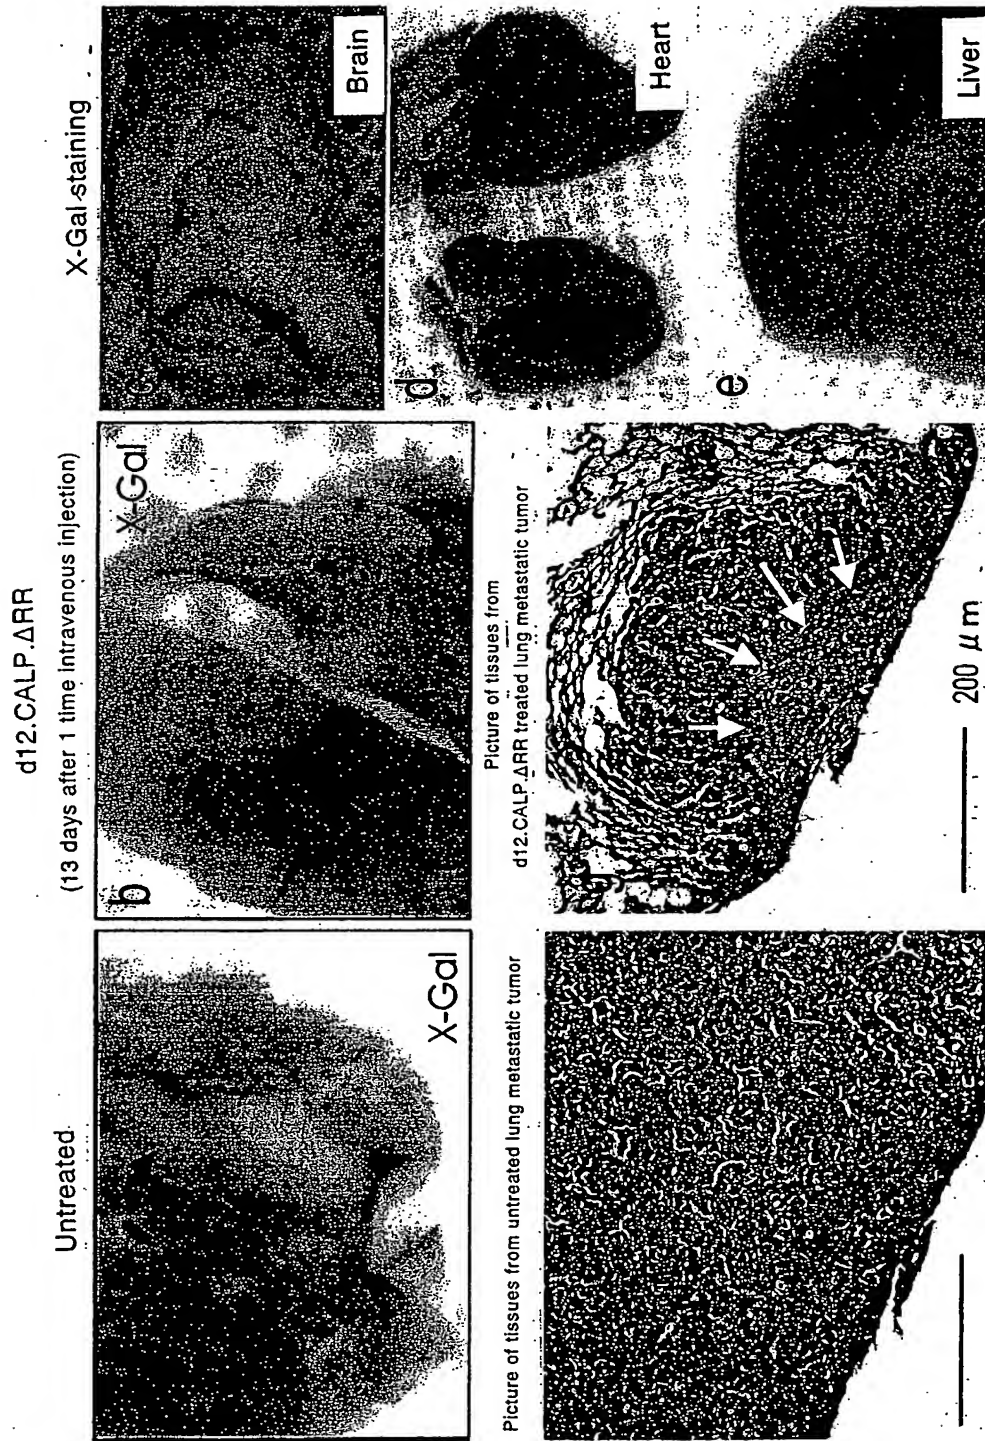 d12.CALP.ΔRR
(13 days after 1 time intravenous injection)
Untreated
X-Gal staining
X-Gal
b
X-Gal
c
Brain
d
Heart
e
Liver
Picture of tissues from untreated lung metastatic tumor
Picture of tissues from
d12.CALP.ΔRR treated lung metastatic tumor
200 μm